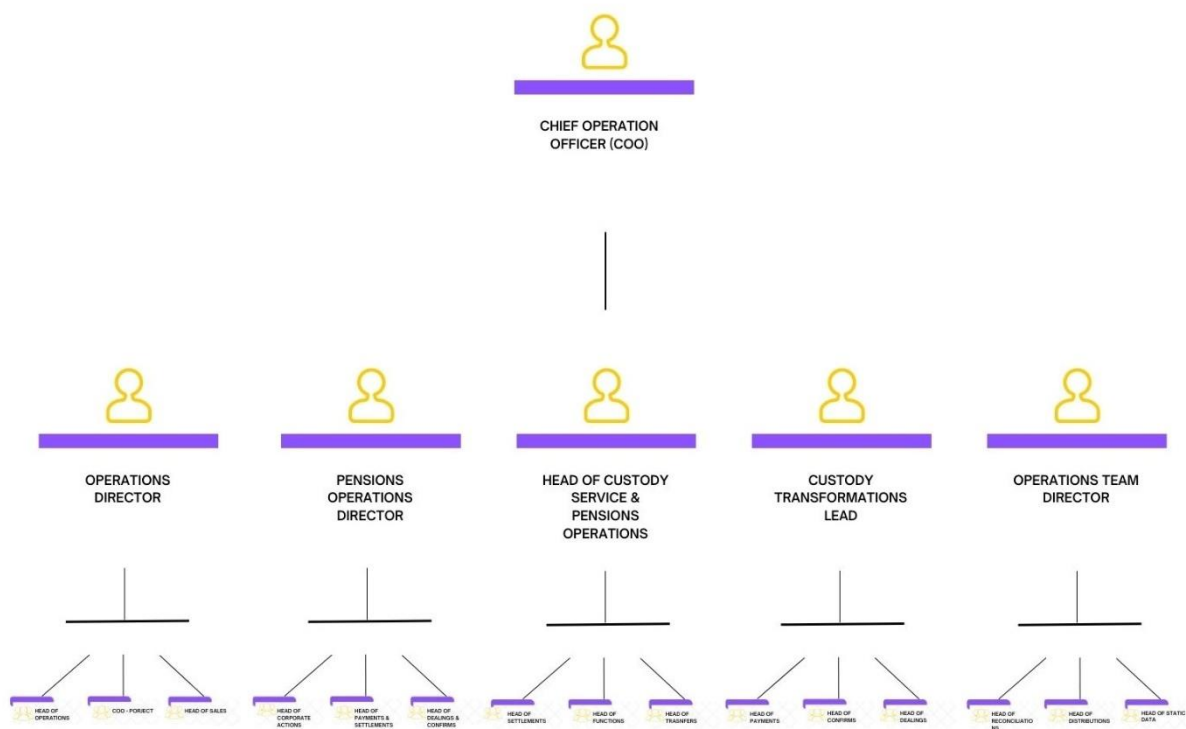 CHIEF OPERATION
OFFICER (COO)
OPERATIONS
DIRECTOR
PENSIONS
OPERATIONS
DIRECTOR
HEAD OF CUSTODY
SERVICE &
PENSIONS
OPERATIONS
CUSTODY
TRANSFORMATIONS
LEAD
OPERATIONS TEAM
DIRECTOR
HEAD OF
OPERATIONS
COO - PORJECT
HEAD OF SALES
HEAD OF
CORPORATE
ACTIONS
HEAD OF
PAYMENTS &
SETTLEMENTS
HEAD OF
DEALINGS &
CONFIRMS
HEAD OF
SETTLEMENTS
HEAD OF
FUNCTIONS
HEAD OF
TRASNFERS
HEAD OF
PAYMENTS
HEAD OF
CONFIRMS
HEAD OF
DEALINGS
HEAD OF
RECONCILIATIO
NS
HEAD OF
DISTRIBUTIONS
HEAD OF STATIC
DATA